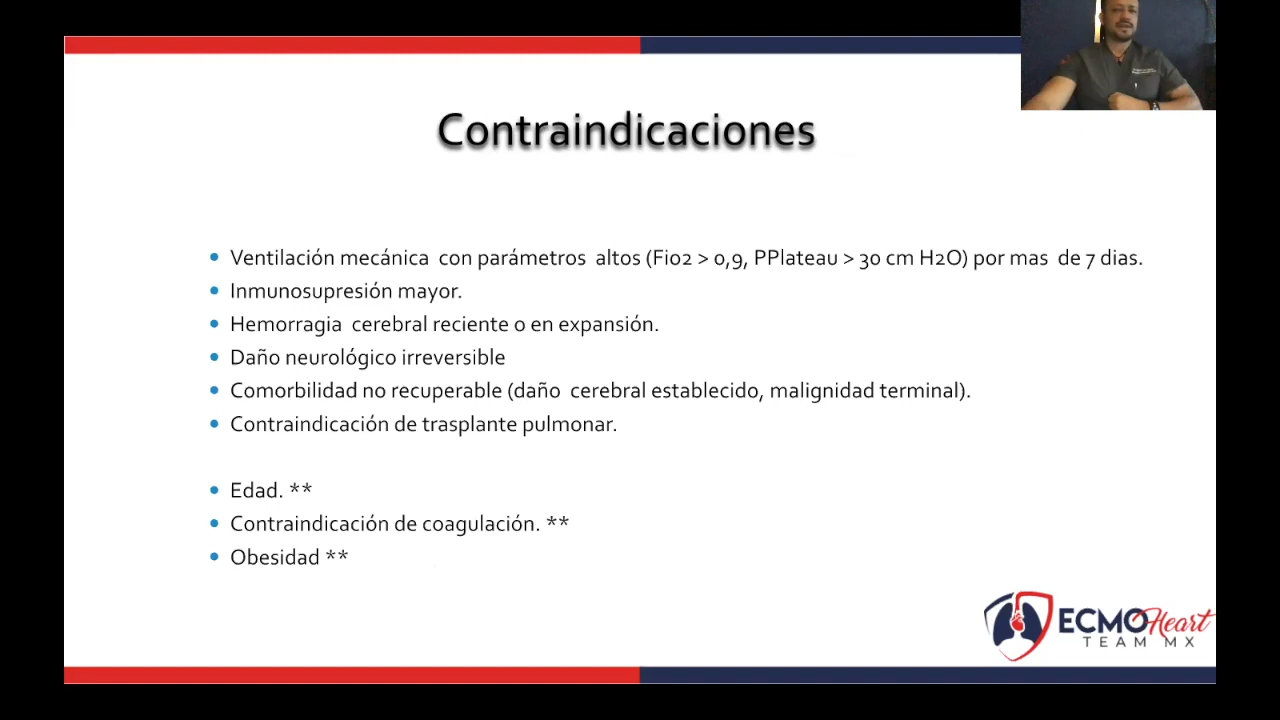 Contraindicaciones
• Ventilación mecánica con parámetros altos (Fio2 > 0,9, PPlateau > 30 cm H2O) por mas de 7 dias.
• Inmunosupresión mayor.
• Hemorragia cerebral reciente o en expansión.
• Daño neurológico irreversible
• Comorbilidad no recuperable (daño cerebral establecido, malignidad terminal).
• Contraindicación de trasplante pulmonar.
• Edad. **
• Contraindicación de coagulación. **
• Obesidad **
ECMO Heart
TEAM MX